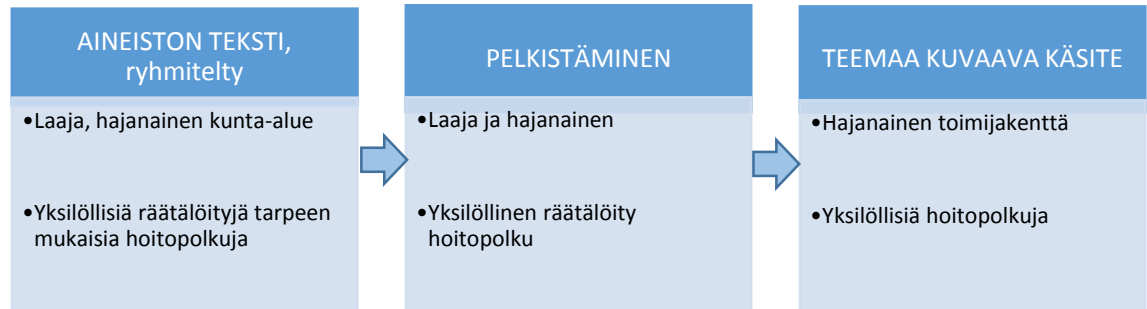 AINEISTON TEKSTI,
ryhmitelty
•Laaja, hajanainen kunta-alue
•Yksilöllisiä räätälöityjä tarpeen
mukaisia hoitopolkuja
PELKISTÄMINEN
•Laaja ja hajanainen
•Yksilöllinen räätälöity
hoitopolku
TEEMAA KUVAAVA KÄSITE
•Hajanainen toimijakenttä
•Yksilöllisiä hoitopolkuja